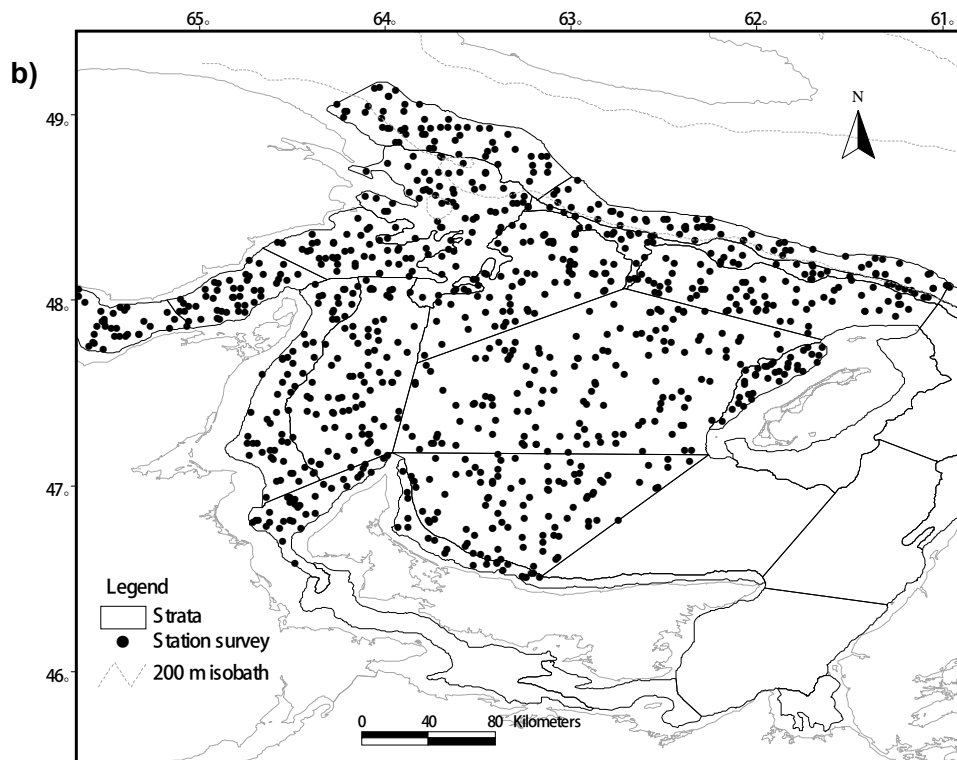 b)
65° 64° 63° 62° 61°
N
49°
48°
47°
46°
Legend
Strata
Station survey
200 m isobath
0 40 80 Kilometers